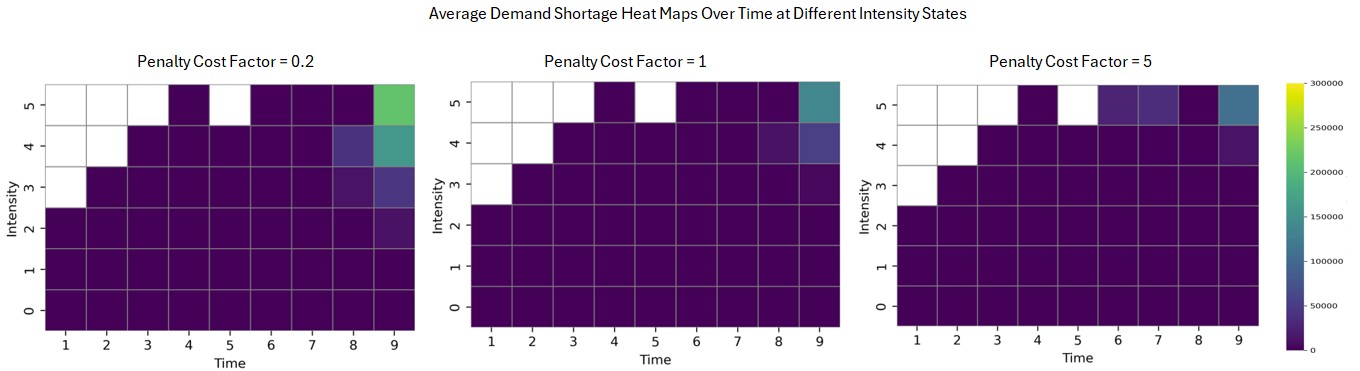 Average Demand Shortage Heat Maps Over Time at Different Intensity States
Penalty Cost Factor = 0.2
Intensity
5
4
3
2
1
0
1 2 3 4 5 6 7 8 9
Time
Penalty Cost Factor = 1
Intensity
5
4
3
2
1
0
1 2 3 4 5 6 7 8 9
Time
Penalty Cost Factor = 5
Intensity
5
4
3
2
1
0
1 2 3 4 5 6 7 8 9
Time
300000
250000
200000
150000
100000
50000
0